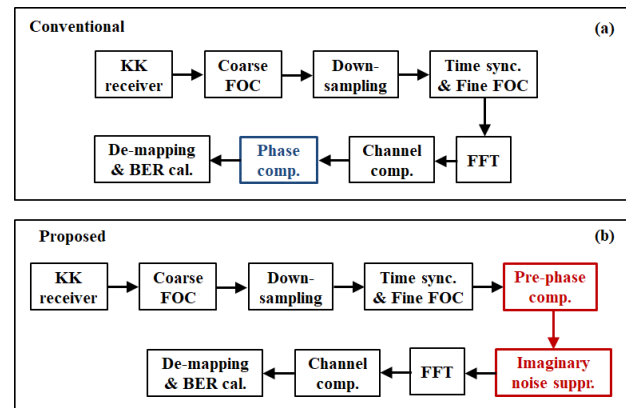 Conventional
(a)
KK
receiver
Coarse
FOC
Down-
sampling
Time sync.
& Fine FOC
De-mapping
& BER cal.
Phase
comp.
Channel
comp.
FFT
Proposed
(b)
KK
receiver
Coarse
FOC
Down-
sampling
Time sync.
& Fine FOC
Pre-phase
comp.
De-mapping
& BER cal.
Channel
comp.
FFT
Imaginary
noise suppr.